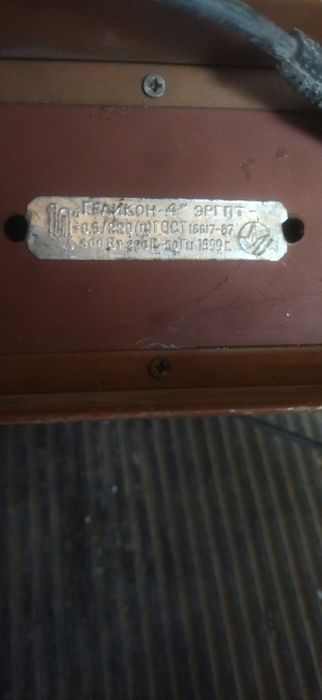 "ГЕЛИКОН-4" ЭРГПТ-
0,5/220 (П) ГОСТ 16617-87
500 Вт 220 В~50 Гц 1999 г.